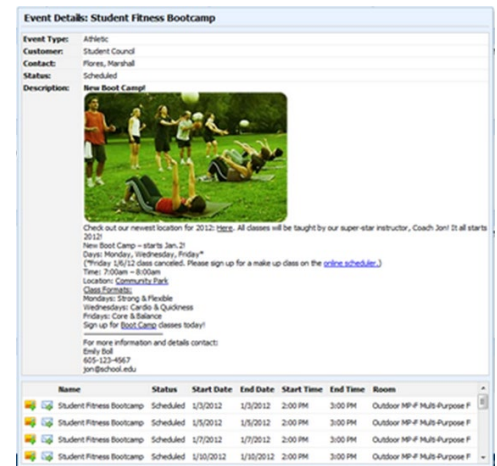 Event Details: Student Fitness Bootcamp
Event Type: Athletic
Customer: Student Council
Contact: Flores, Marshall
Status: Scheduled
Description: New Boot Camp!
Check out our newest location for 2012: Here. All classes will be taught by our super-star instructor, Coach Jon! It all starts
2012!
New Boot Camp – starts Jan.2!
Days: Monday, Wednesday, Friday*
(*Friday 1/6/12 class canceled. Please sign up for a make up class on the online scheduler.)
Time: 7:00am – 8:00am
Location: Community Park
Class Formats:
Mondays: Strong & Flexible
Wednesdays: Cardio & Quickness
Fridays: Core & Balance
Sign up for Boot Camp classes today!
For more information and details contact:
Emily Boll
605-123-4567
jon@school.edu
Name Status Start Date End Date Start Time End Time Room
Student Fitness Bootcamp Scheduled 1/3/2012 1/3/2012 2:00 PM 3:00 PM Outdoor MP-F Multi-Purpose F
Student Fitness Bootcamp Scheduled 1/5/2012 1/5/2012 2:00 PM 3:00 PM Outdoor MP-F Multi-Purpose F
Student Fitness Bootcamp Scheduled 1/7/2012 1/7/2012 2:00 PM 3:00 PM Outdoor MP-F Multi-Purpose F
Student Fitness Bootcamp Scheduled 1/10/2012 1/10/2012 2:00 PM 3:00 PM Outdoor MP-F Multi-Purpose F